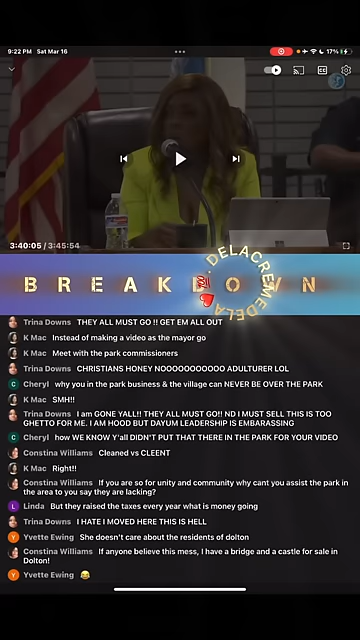 9:22 PM Sat Mar 16
17%
CC
3:40:05 / 3:45:54
DELACREMEDELA
BREAKDOWN
Trina Downs THEY ALL MUST GO !! GET EM ALL OUT
K Mac Instead of making a video as the mayor go
K Mac Meet with the park commissioners
Trina Downs CHRISTIANS HONEY NOOOOOOOOOOO ADULTURER LOL
C Cheryl why you in the park business & the village can NEVER BE OVER THE PARK
K Mac SMH!!
Trina Downs I am GONE YALL!! THEY ALL MUST GO!! ND I MUST SELL THIS IS TOO
GHETTO FOR ME. I AM HOOD BUT DAYUM LEADERSHIP IS EMBARASSING
C Cheryl how WE KNOW Y'all DIDN'T PUT THAT THERE IN THE PARK FOR YOUR VIDEO
Constina Williams Cleaned vs CLEENT
K Mac Right!!
Constina Williams If you are so for unity and community why cant you assist the park in
the area to you say they are lacking?
L Linda But they raised the taxes every year what is money going
Trina Downs I HATE I MOVED HERE THIS IS HELL
Y Yvette Ewing She doesn't care about the residents of dolton
Constina Williams If anyone believe this mess, I have a bridge and a castle for sale in
Dolton!
Y Yvette Ewing 😂